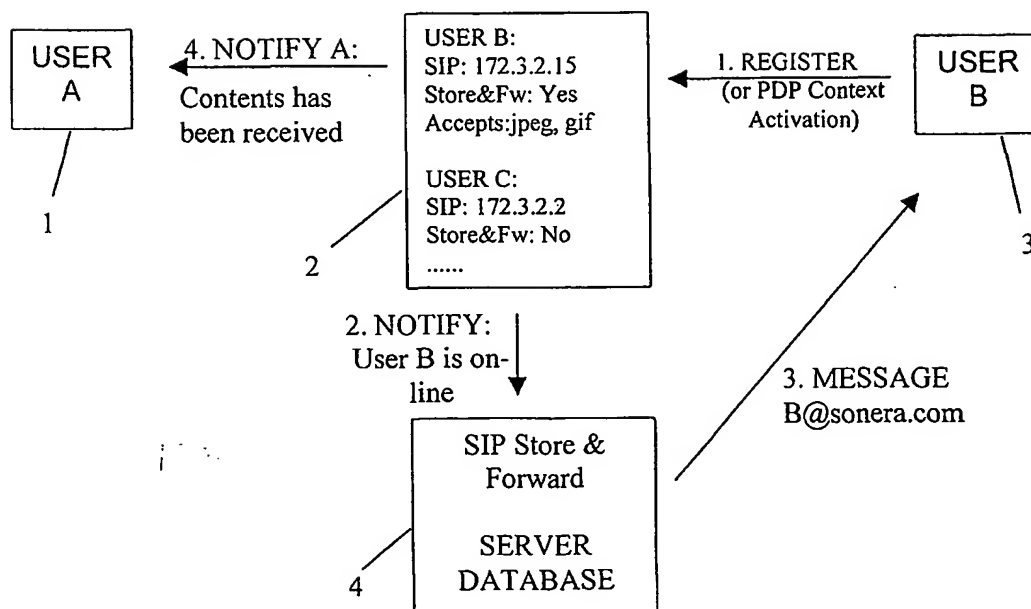 USER
A
1
4. NOTIFY A:
Contents has
been received
USER B:
SIP: 172.3.2.15
Store&Fw: Yes
Accepts:jpeg, gif
USER C:
SIP: 172.3.2.2
Store&Fw: No
......
2
1. REGISTER
(or PDP Context
Activation)
USER
B
3
2. NOTIFY:
User B is on-
line
3. MESSAGE
B@sonera.com
SIP Store &
Forward
SERVER
DATABASE
4